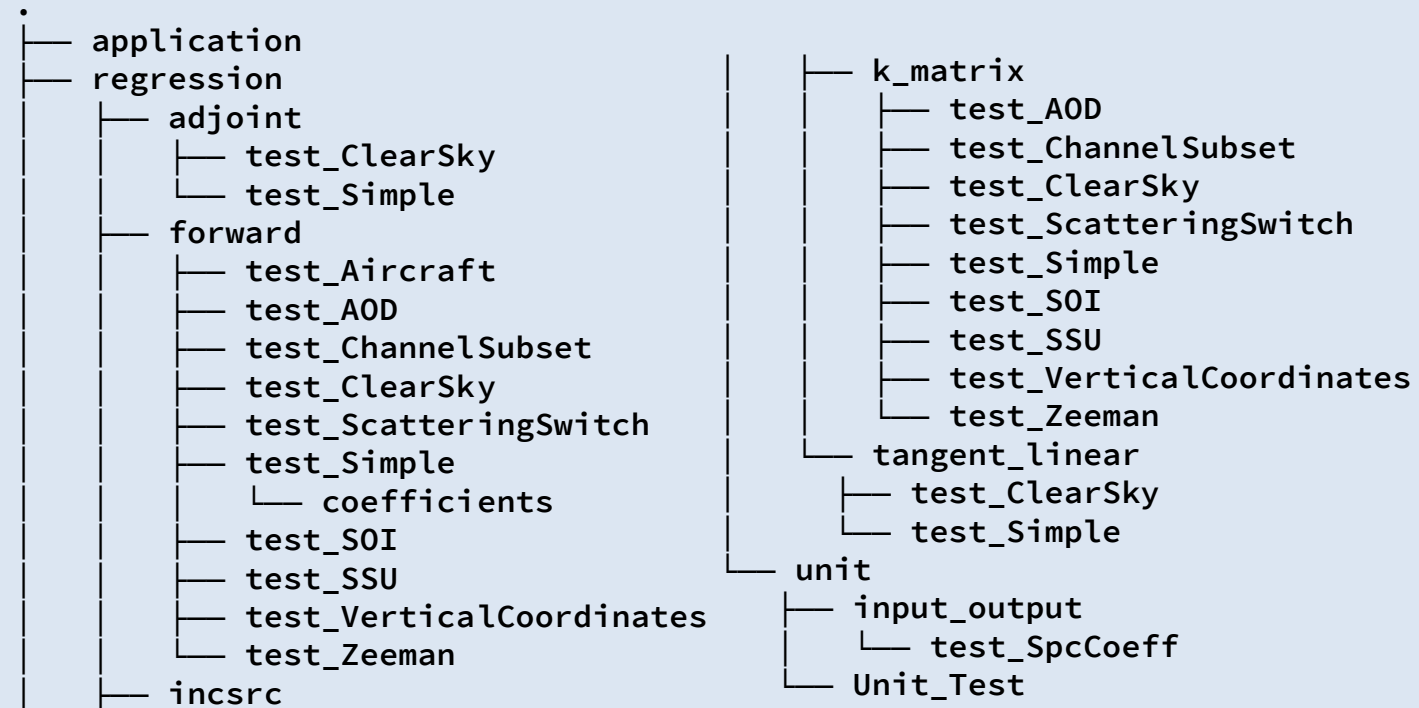 .
├── application
├── regression
│   ├── adjoint
│   │   ├── test_ClearSky
│   │   └── test_Simple
│   ├── forward
│   │   ├── test_Aircraft
│   │   ├── test_AOD
│   │   ├── test_ChannelSubset
│   │   ├── test_ClearSky
│   │   ├── test_ScatteringSwitch
│   │   ├── test_Simple
│   │   │   └── coefficients
│   │   ├── test_SOI
│   │   ├── test_SSU
│   │   ├── test_VerticalCoordinates
│   │   └── test_Zeeman
│   ├── incsrc
│   ├── k_matrix
│   │   ├── test_AOD
│   │   ├── test_ChannelSubset
│   │   ├── test_ClearSky
│   │   ├── test_ScatteringSwitch
│   │   ├── test_Simple
│   │   ├── test_SOI
│   │   ├── test_SSU
│   │   ├── test_VerticalCoordinates
│   │   └── test_Zeeman
│   └── tangent_linear
│     ├── test_ClearSky
│     └── test_Simple
└── unit
  ├── input_output
  │   └── test_SpcCoeff
  └── Unit_Test